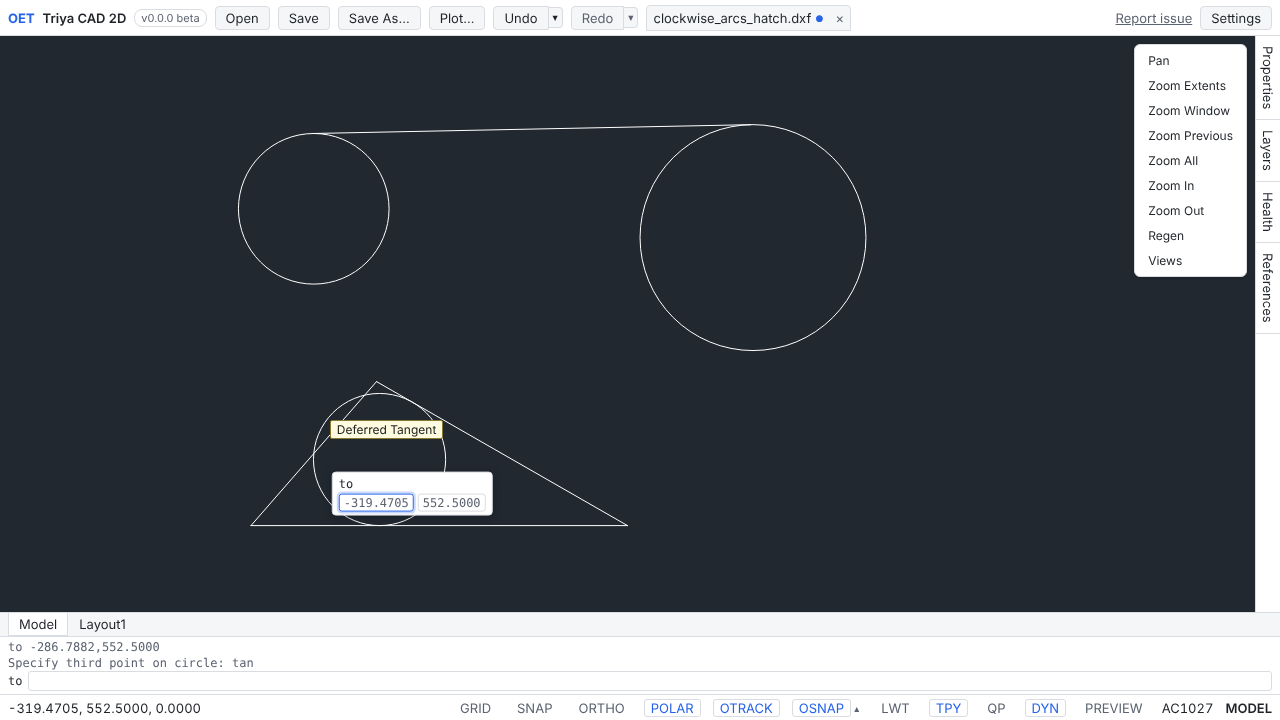 OET Triya CAD 2D v0.0.0 beta Open Save Save As... Plot... Undo ▾ Redo ▾ clockwise_arcs_hatch.dxf ● × Report issue Settings
Pan
Zoom Extents
Zoom Window
Zoom Previous
Zoom All
Zoom In
Zoom Out
Regen
Views
Properties
Layers
Health
References
Deferred Tangent
to
-319.4705 552.5000
Model Layout1
to -286.7882,552.5000
Specify third point on circle: tan
to
-319.4705, 552.5000, 0.0000 GRID SNAP ORTHO POLAR OTRACK OSNAP ▴ LWT TPY QP DYN PREVIEW AC1027 MODEL